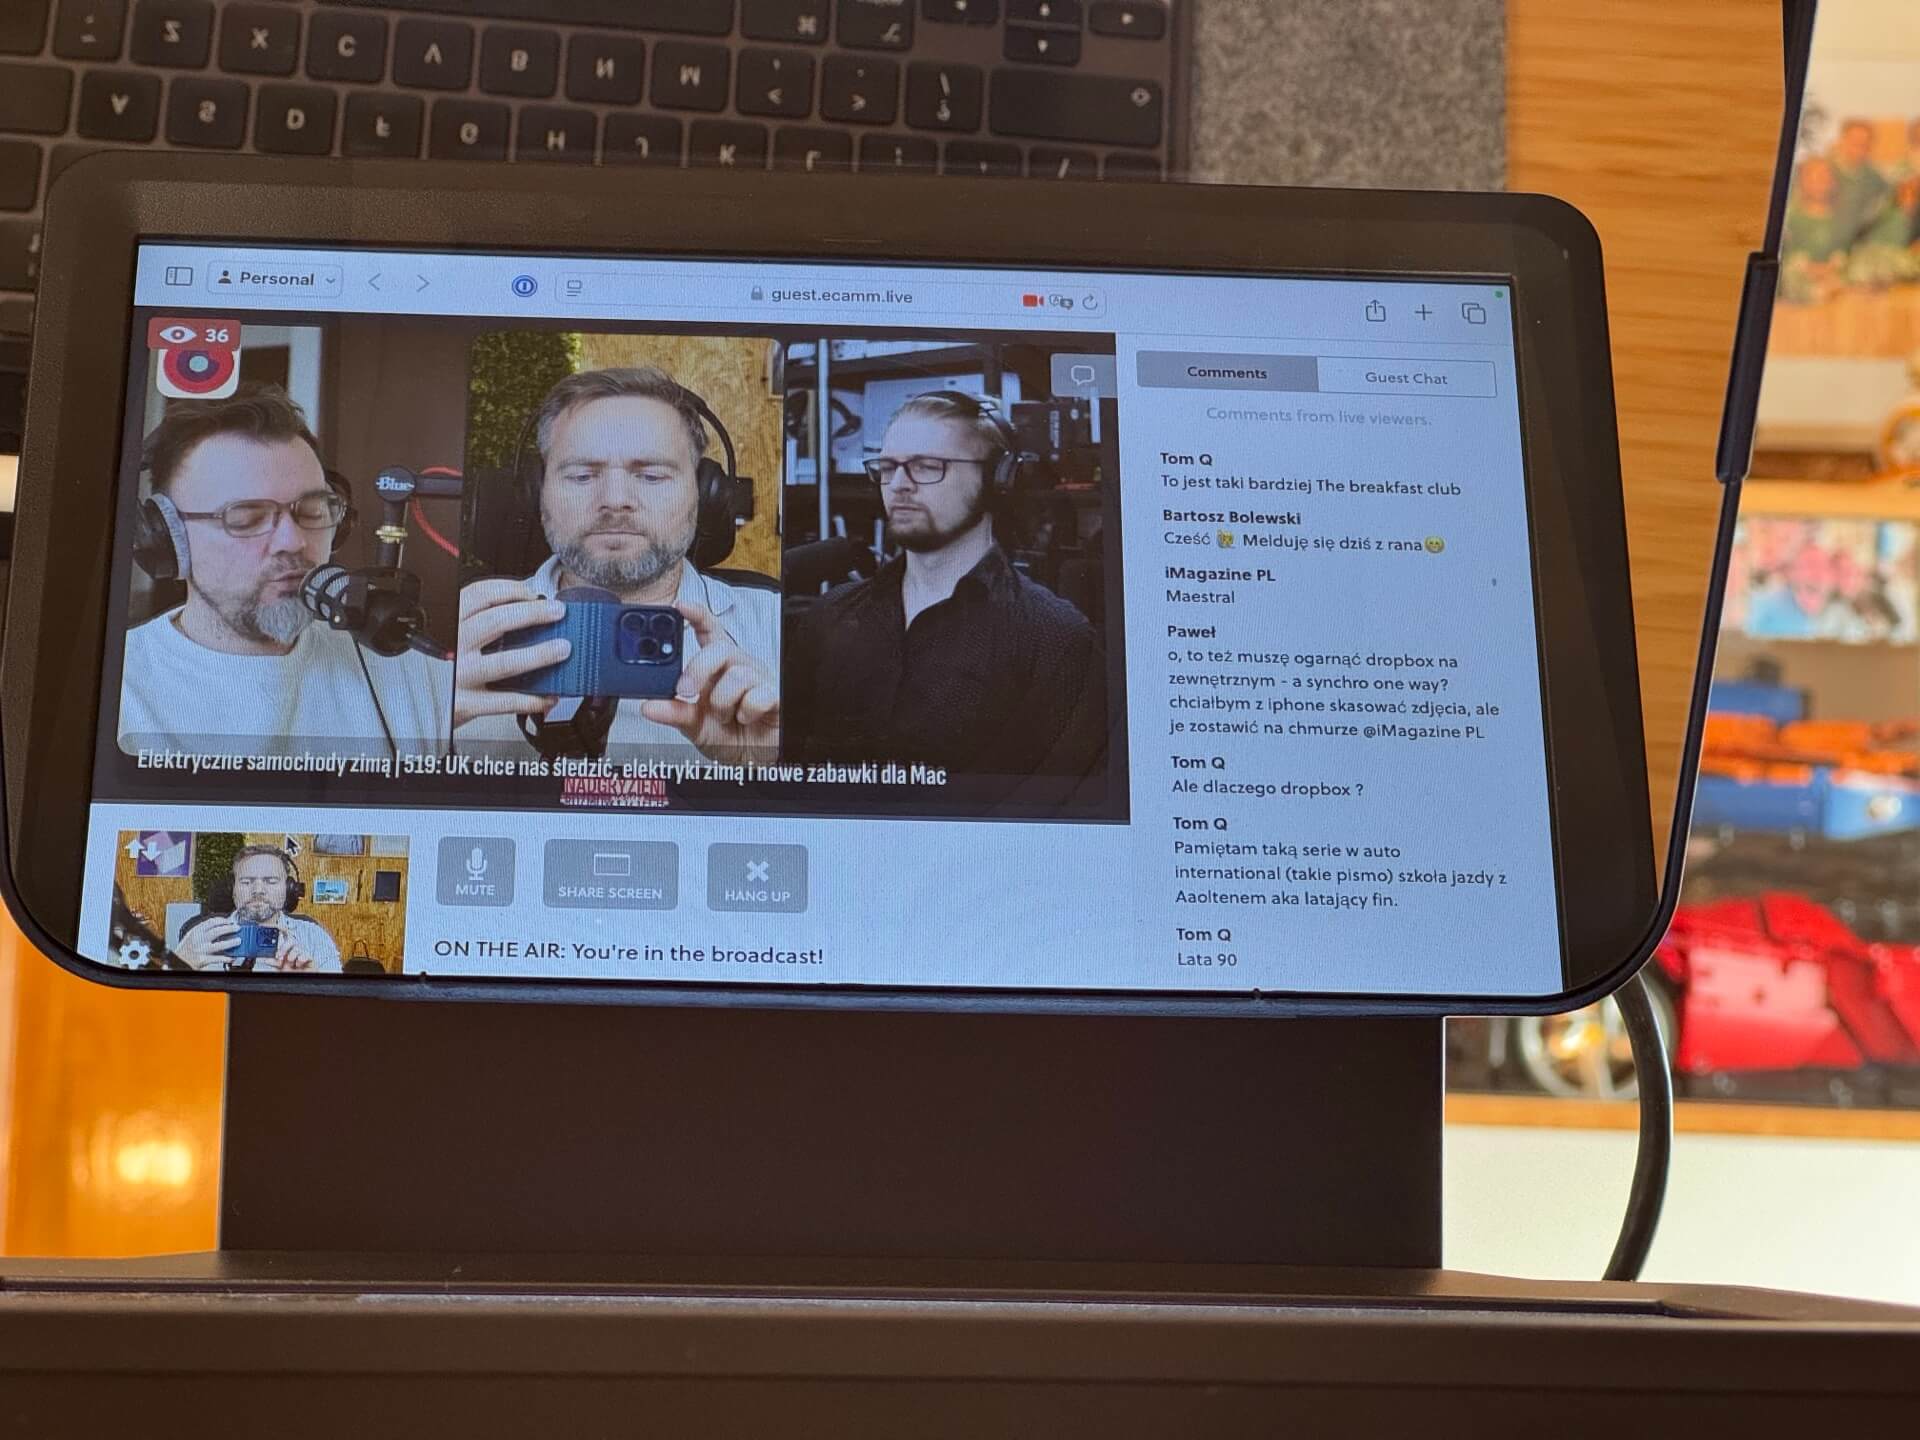 Z X C V B N M
A S D F G H J K L
Personal
guest.ecamm.live
36
Blue
Elektryczne samochody zimą | 519: UK chce nas śledzić, elektryki zimą i nowe zabawki dla Mac
Comments
Guest Chat
Comments from live viewers.
Tom Q
To jest taki bardziej The breakfast club
Bartosz Bolewski
Cześć 🙋 Melduję się dziś z rana😁
iMagazine PL
Maestral
Paweł
o, to też muszę ogarnąć dropbox na
zewnętrznym - a synchro one way?
chciałbym z iphone skasować zdjęcia, ale
je zostawić na chmurze @iMagazine PL
Tom Q
Ale dlaczego dropbox ?
Tom Q
Pamiętam taką serie w auto
international (takie pismo) szkoła jazdy z
Aaoltenem aka latający fin.
Tom Q
Lata 90
MUTE
SHARE SCREEN
HANG UP
ON THE AIR: You're in the broadcast!